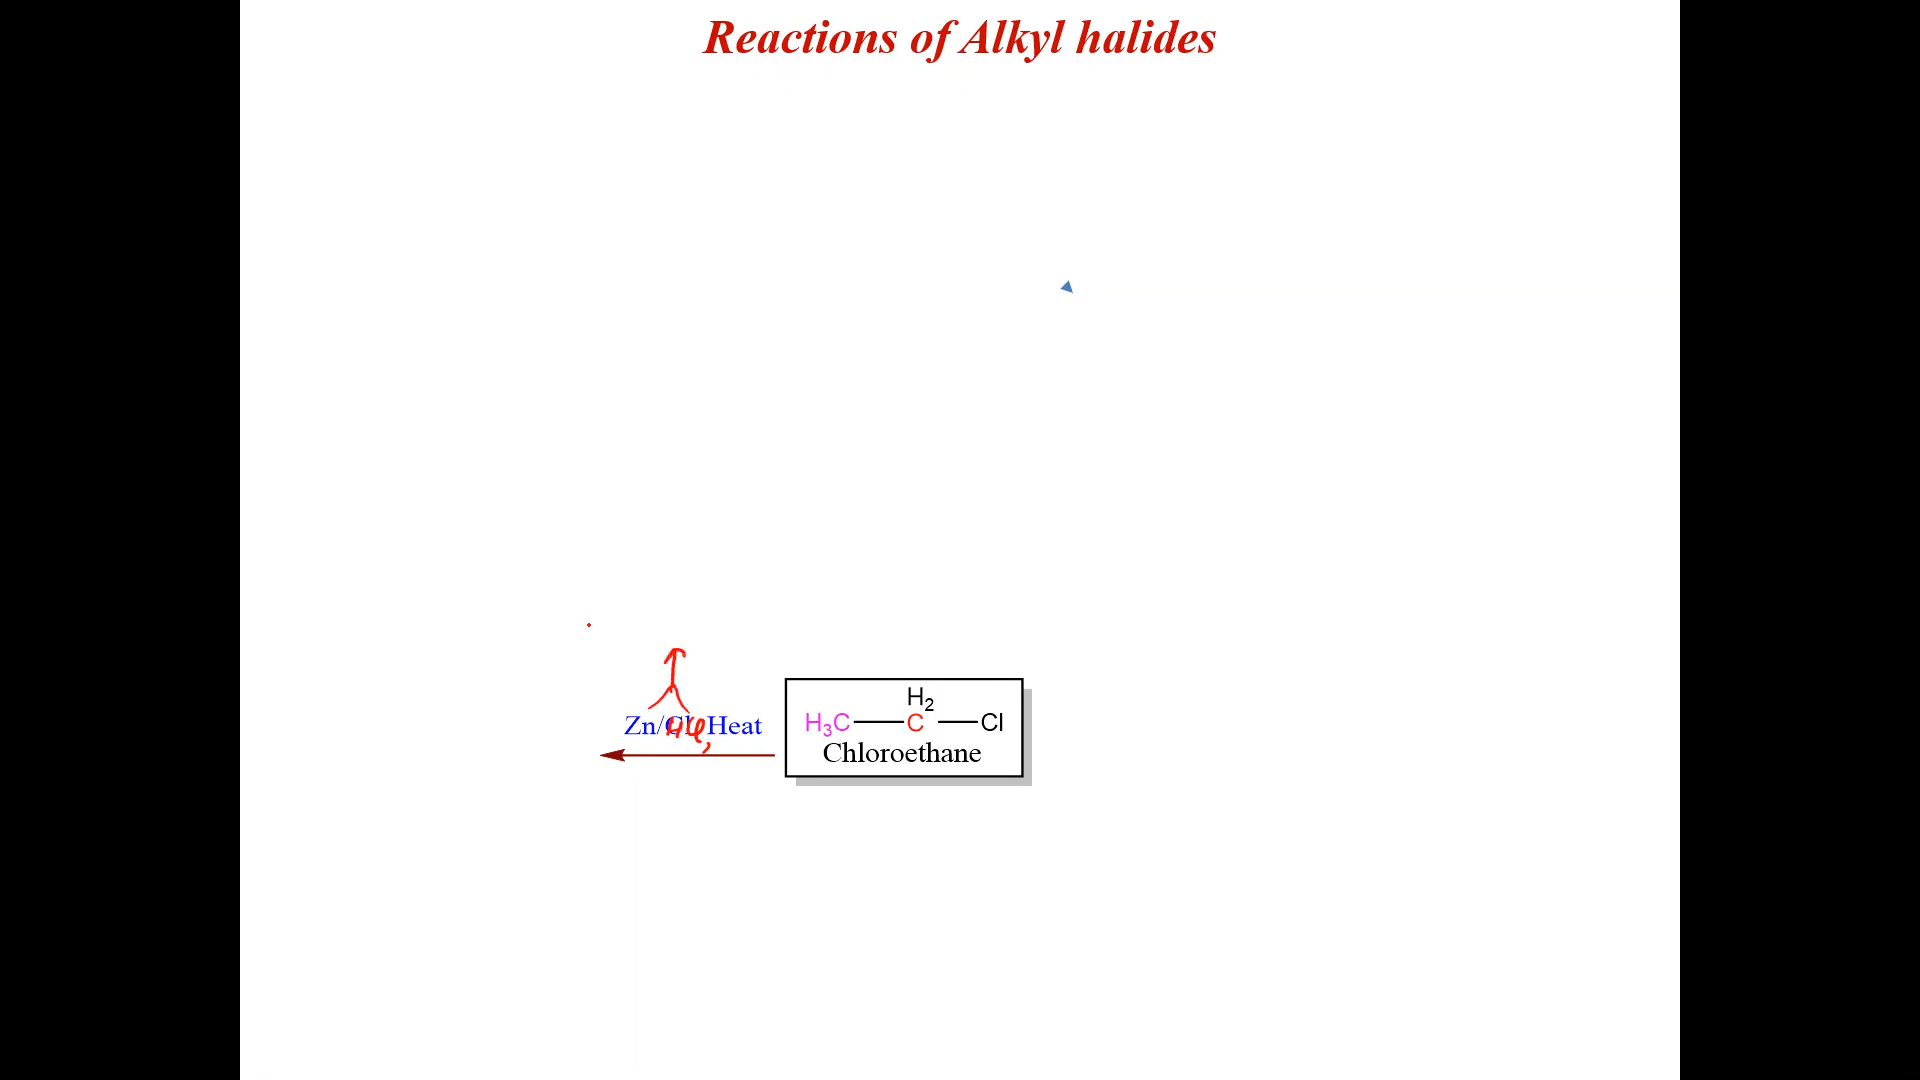 Reactions of Alkyl halides
H2
H3C C Cl
Zn/ Heat
Chloroethane